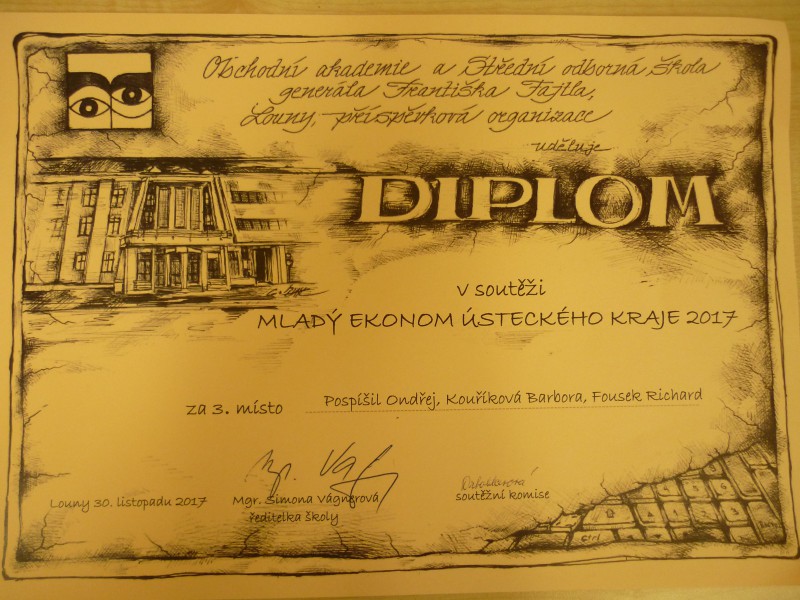 Obchodní akademie a Střední odborná škola
generála Františka Fajtla,
Louny, příspěvková organizace
uděluje
DIPLOM
v soutěži
MLADÝ EKONOM ÚSTECKÉHO KRAJE 2017
za 3. místo Pospíšil Ondřej, Kouříková Barbora, Fousek Richard
Louny 30. listopadu 2017
Mgr. Simona Vágnerová
ředitelka školy
soutěžní komise
Ctrl